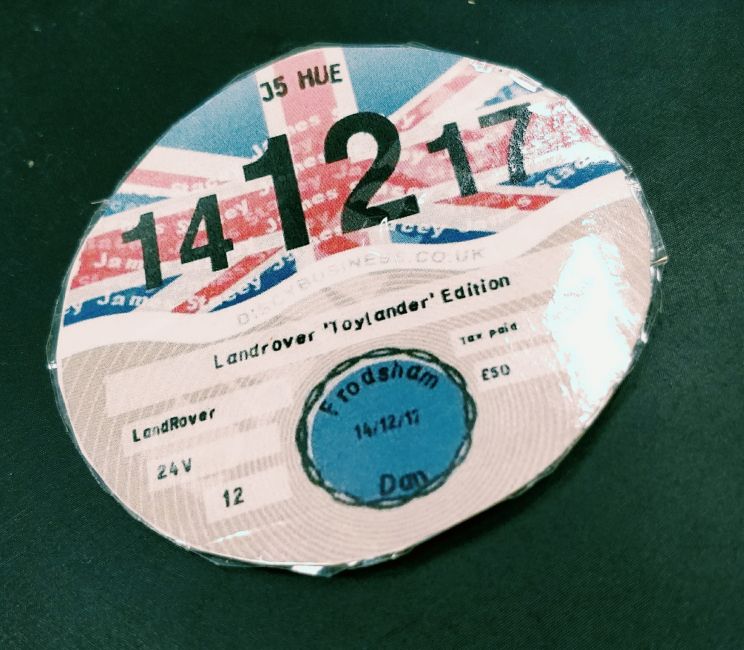 J5 HUE
14 12 17
DISCYBUSINESS.CO.UK
Landrover 'Toylander' Edition
Tax paid
£50
LandRover
24V
12
Frodsham
14/12/17
Dan